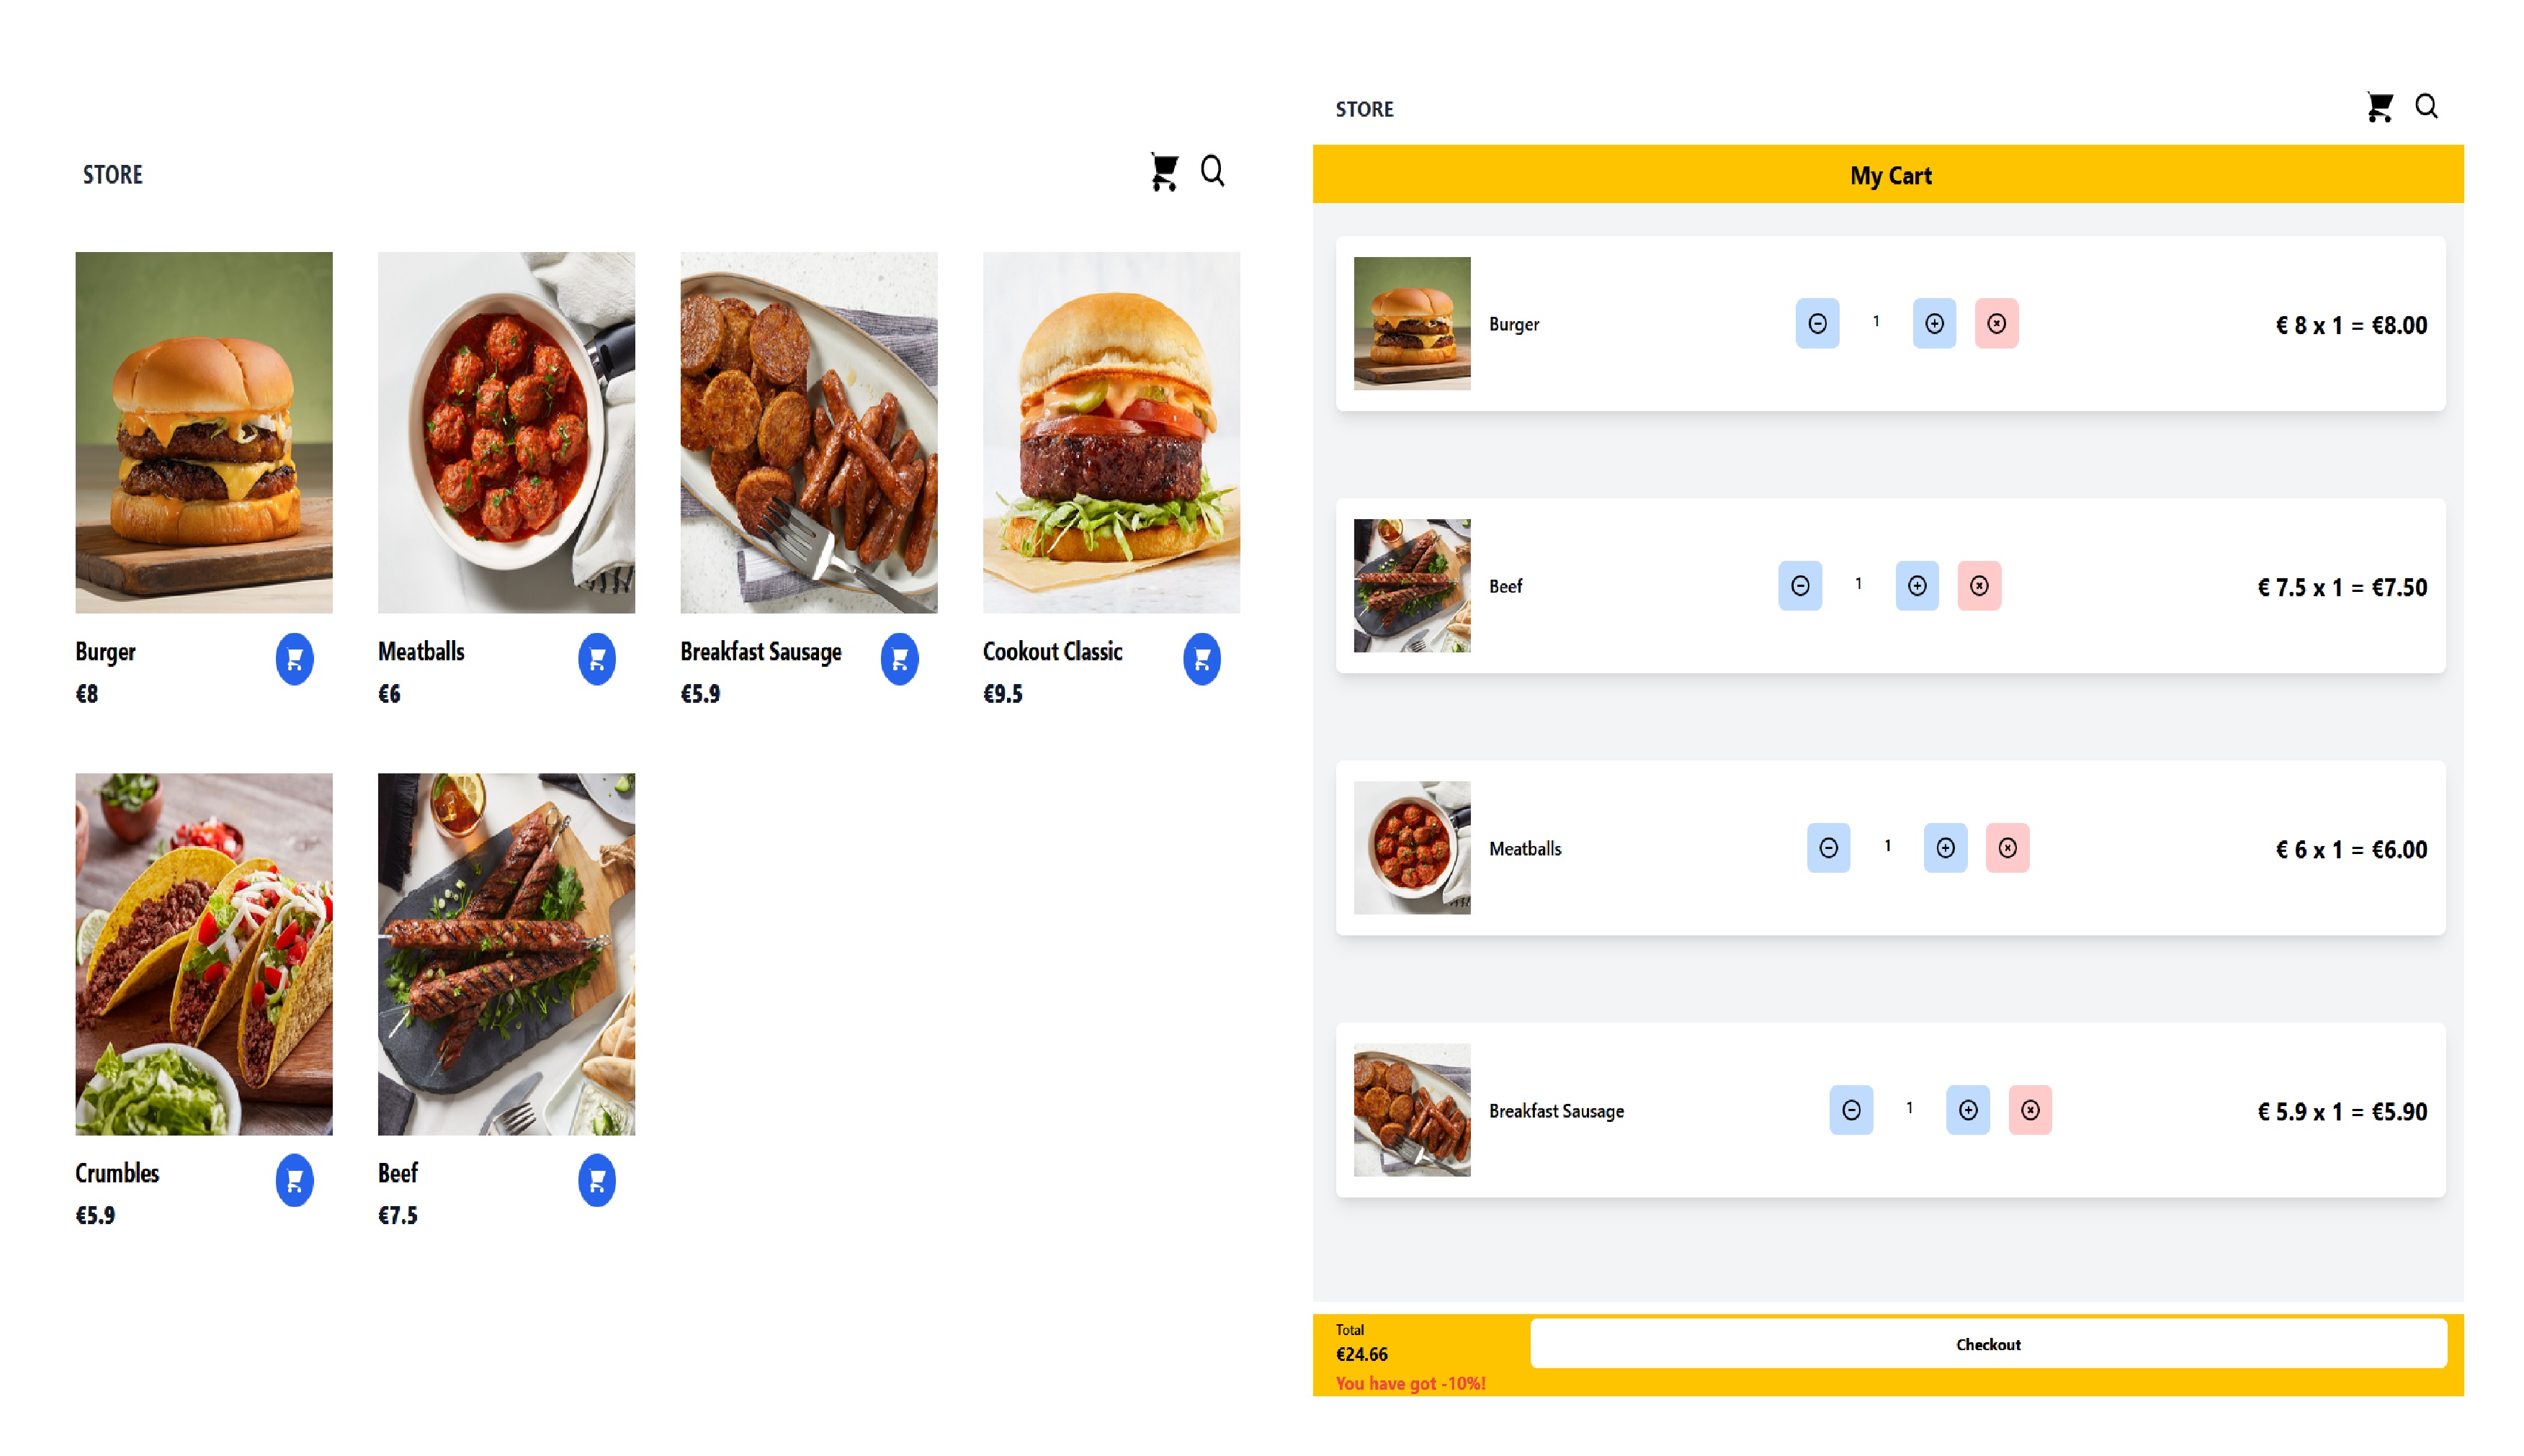 STORE
Burger
€8
Meatballs
€6
Breakfast Sausage
€5.9
Cookout Classic
€9.5
Crumbles
€5.9
Beef
€7.5
STORE
My Cart
Burger
1
€ 8 x 1 = €8.00
Beef
1
€ 7.5 x 1 = €7.50
Meatballs
1
€ 6 x 1 = €6.00
Breakfast Sausage
1
€ 5.9 x 1 = €5.90
Total
€24.66
You have got -10%!
Checkout